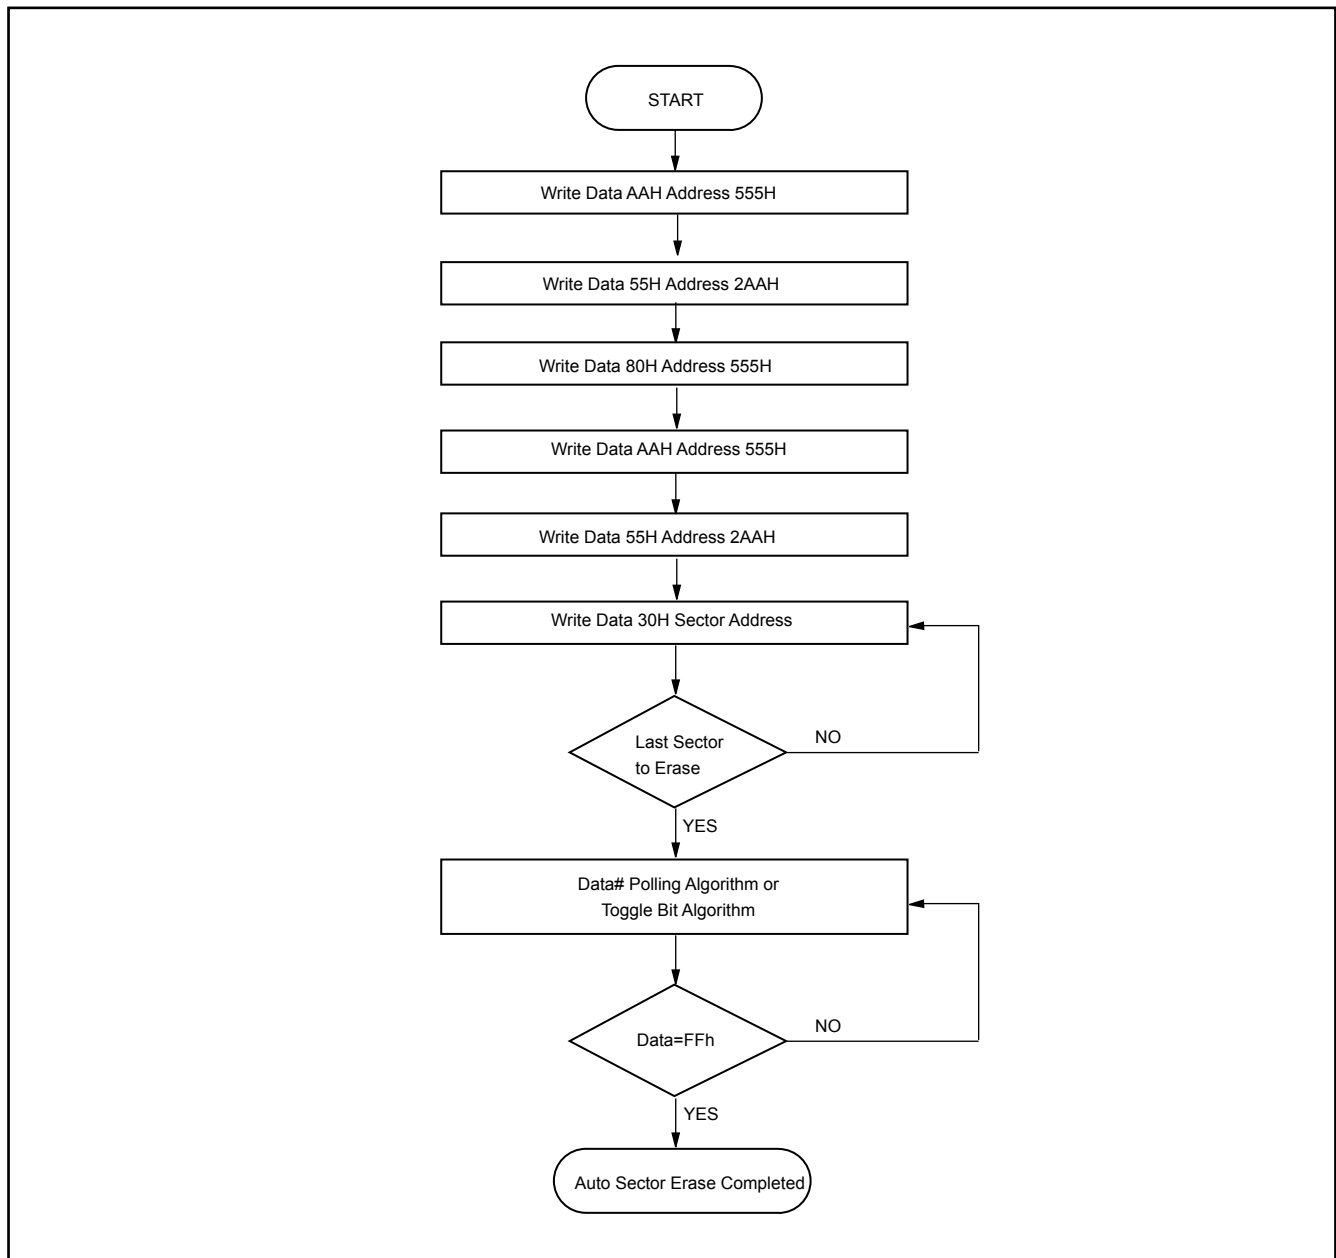 START
Write Data AAH Address 555H
Write Data 55H Address 2AAH
Write Data 80H Address 555H
Write Data AAH Address 555H
Write Data 55H Address 2AAH
Write Data 30H Sector Address
Last Sector
to Erase
NO
YES
Data# Polling Algorithm or
Toggle Bit Algorithm
Data=FFh
NO
YES
Auto Sector Erase Completed